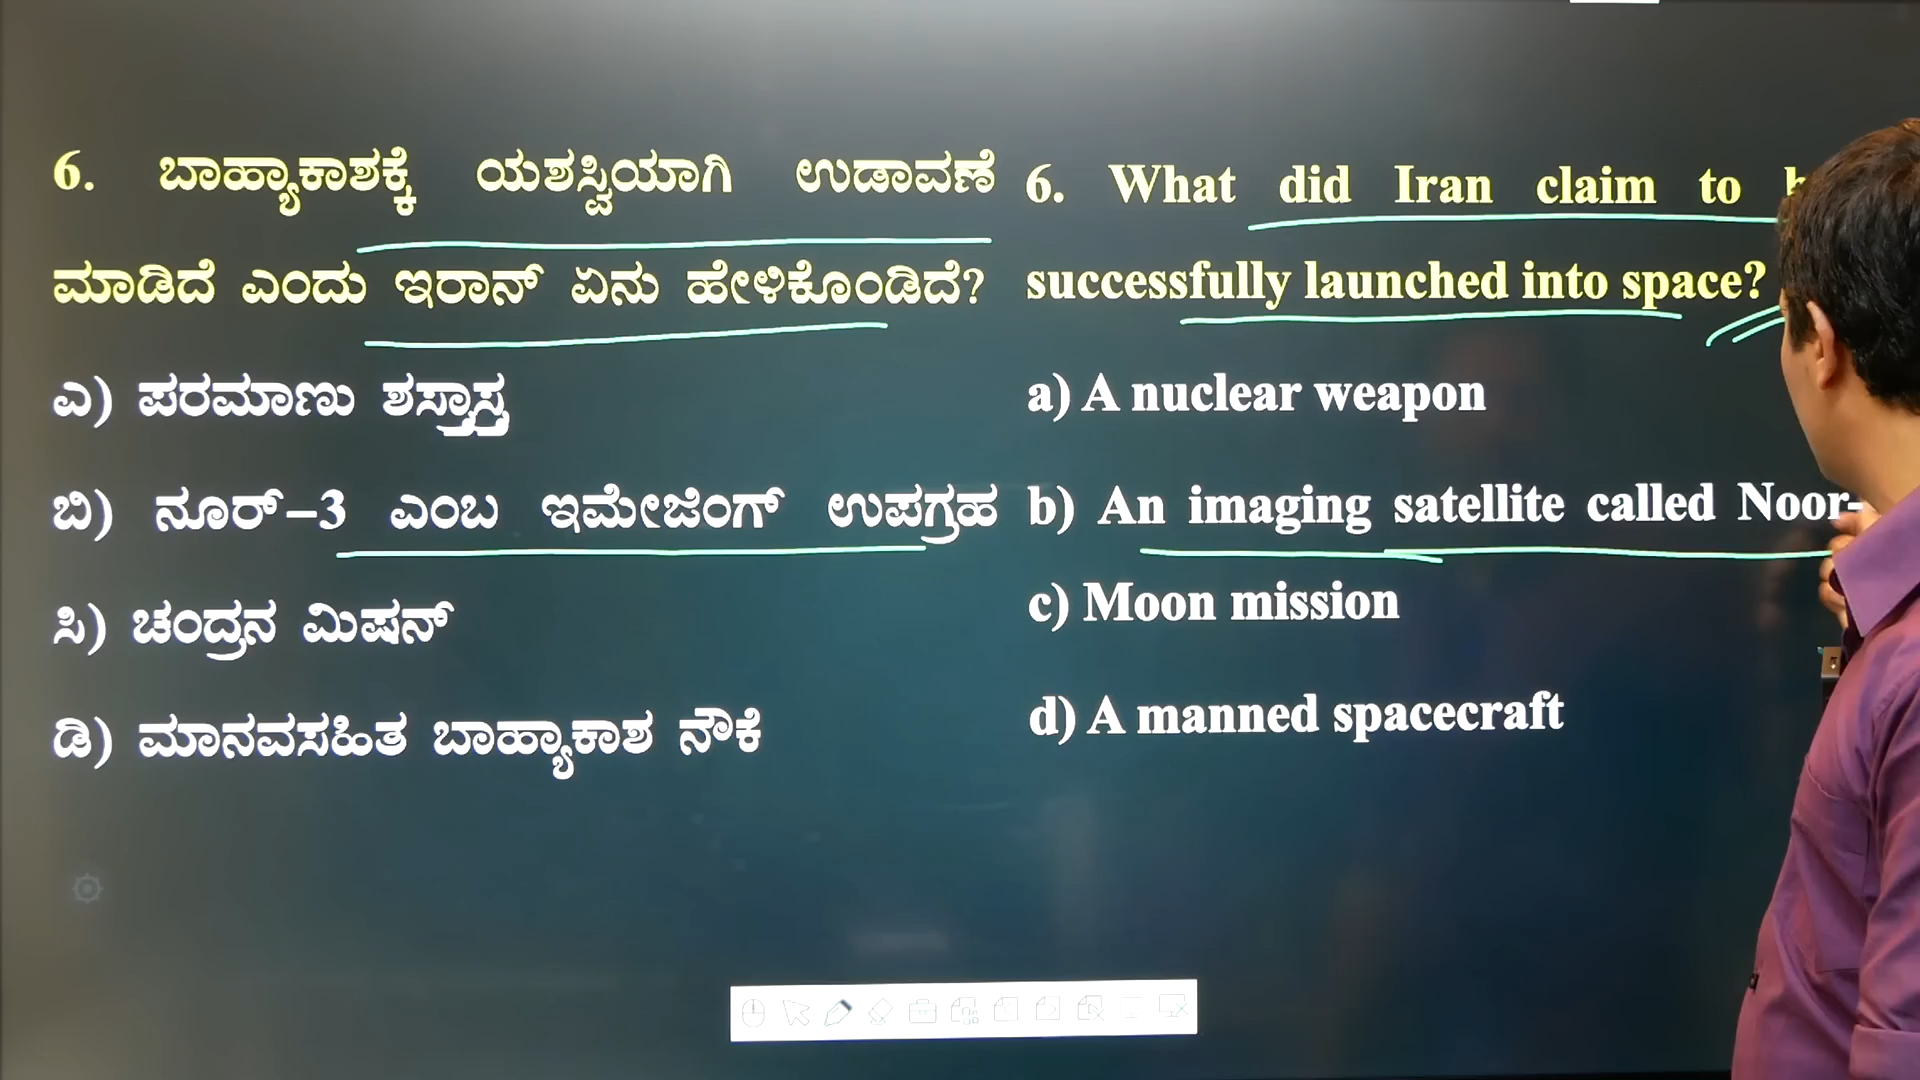 6. ಬಾಹ್ಯಾಕಾಶಕ್ಕೆ ಯಶಸ್ವಿಯಾಗಿ ಉಡಾವಣೆ
ಮಾಡಿದೆ ಎಂದು ಇರಾನ್ ಏನು ಹೇಳಿಕೊಂಡಿದೆ?
ಎ) ಪರಮಾಣು ಶಸ್ತ್ರಾಸ್ತ್ರ
ಬಿ) ನೂರ್-3 ಎಂಬ ಇಮೇಜಿಂಗ್ ಉಪಗ್ರಹ
ಸಿ) ಚಂದ್ರನ ಮಿಷನ್
ಡಿ) ಮಾನವಸಹಿತ ಬಾಹ್ಯಾಕಾಶ ನೌಕೆ
6. What did Iran claim to
successfully launched into space?
a) A nuclear weapon
b) An imaging satellite called Noor-
c) Moon mission
d) A manned spacecraft